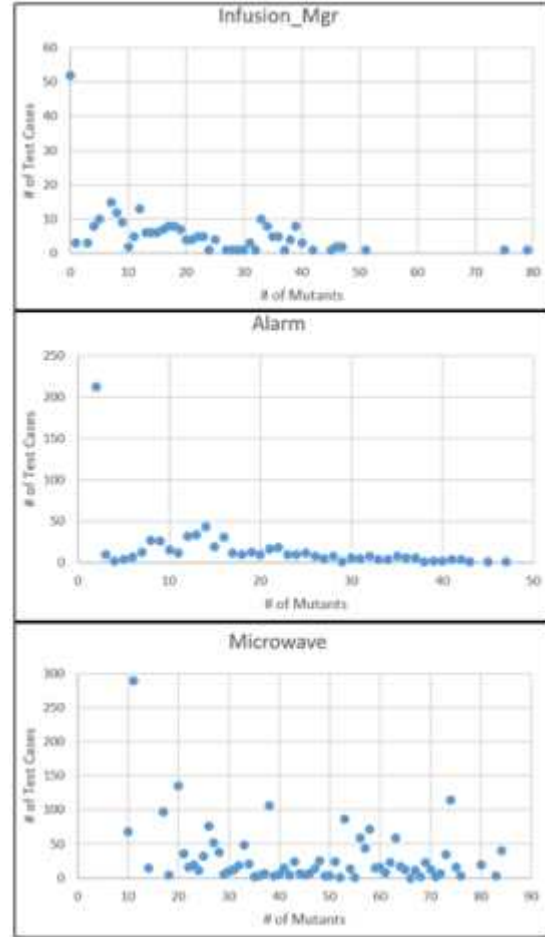 Infusion_Mgr
60
50
40
30
20
10
0
# of Test Cases
0 10 20 30 40 50 60 70 80
# of Mutants
Alarm
250
200
150
100
50
0
# of Test Cases
0 10 20 30 40 50
# of Mutants
Microwave
300
250
200
150
100
50
0
# of Test Cases
0 10 20 30 40 50 60 70 80 90
# of Mutants